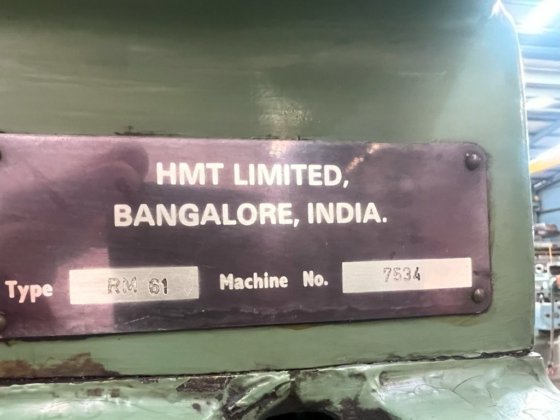 HMT LIMITED,
BANGALORE, INDIA.
Type RM 61 Machine No. 7534